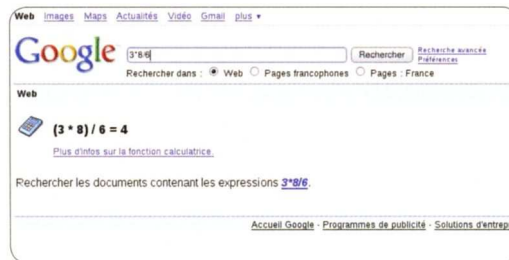 Web Images Maps Actualités Vidéo Gmail plus ▼
Google 3*8/6 Rechercher Recherche avancée
Préférences
Rechercher dans : Web Pages francophones Pages : France
Web
(3 * 8) / 6 = 4
Plus d'infos sur la fonction calculatrice.
Rechercher les documents contenant les expressions 3*8/6.
Accueil Google - Programmes de publicité - Solutions d'entrep